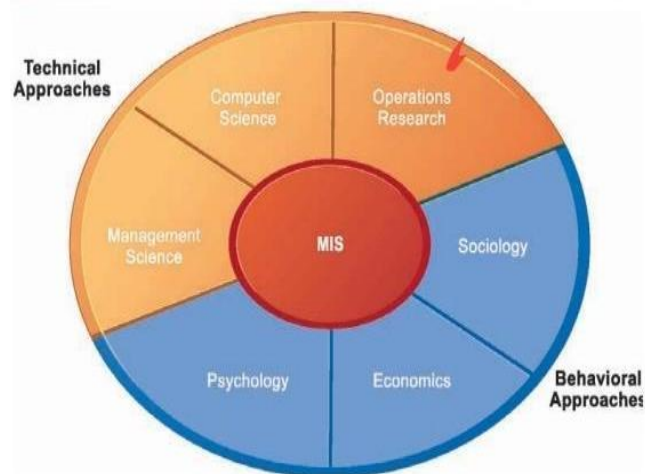 Technical
Approaches
Computer
Science
Operations
Research
Management
Science
MIS
Sociology
Psychology
Economics
Behavioral
Approaches